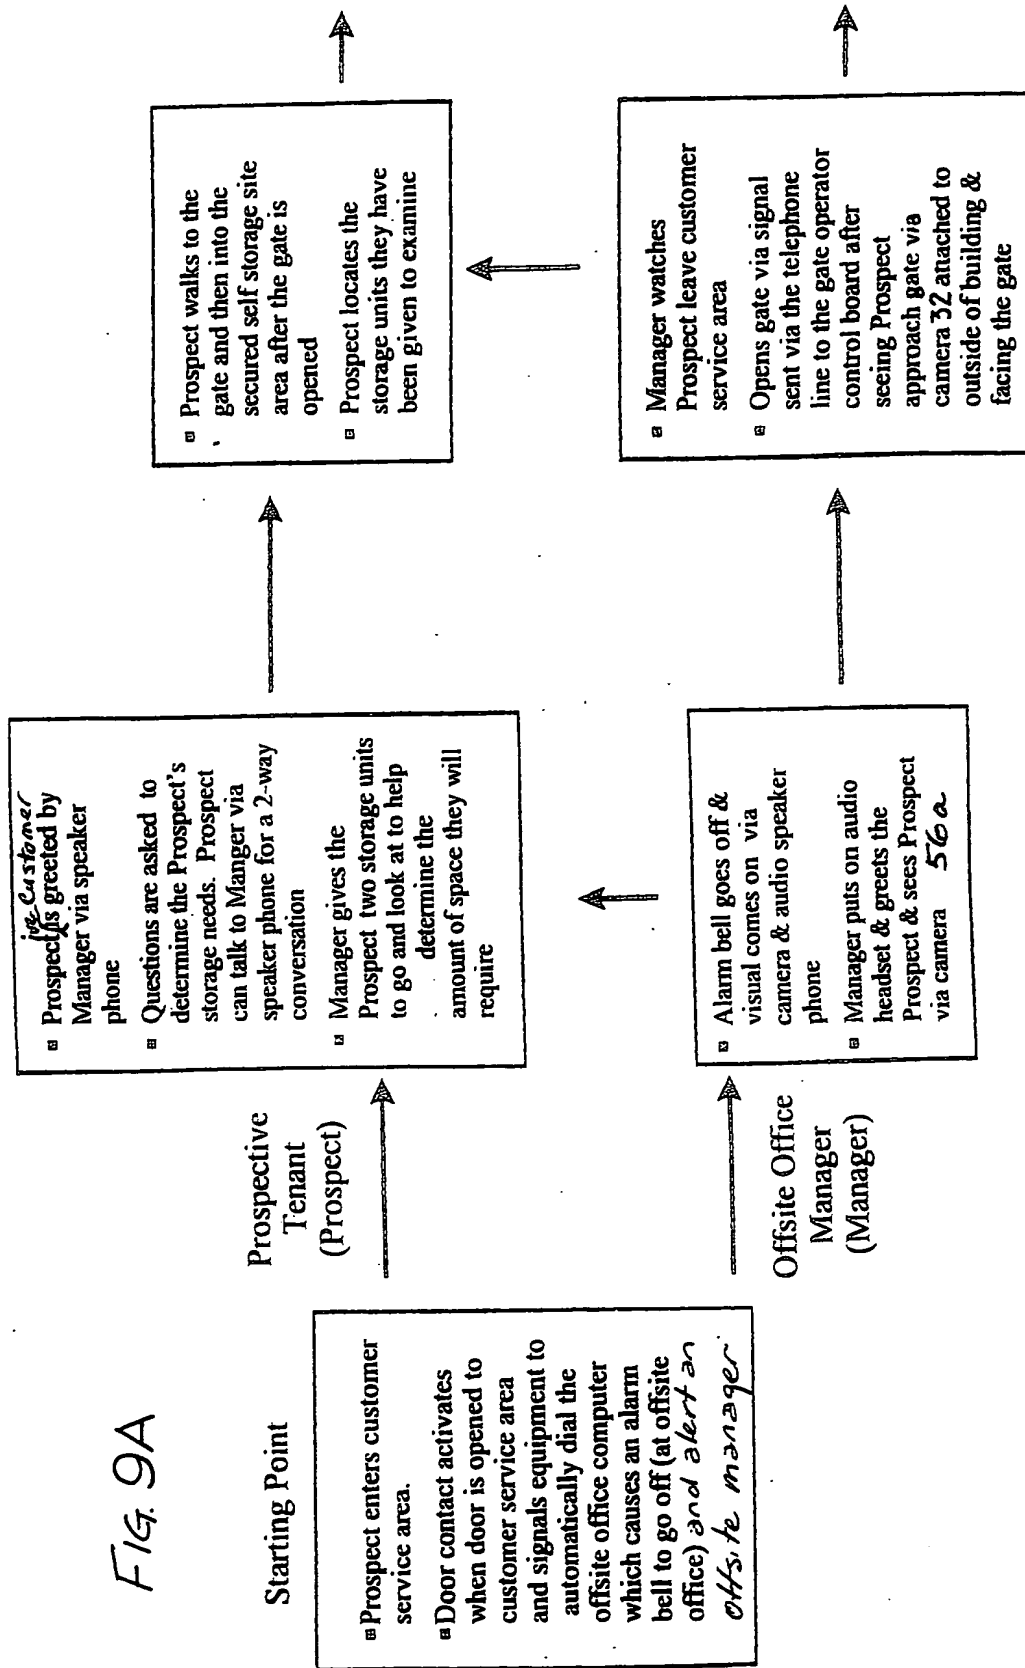 FIG. 9A
Starting Point
Prospect enters customer
service area.
Door contact activates
when door is opened to
customer service area
and signals equipment to
automatically dial the
offsite office computer
which causes an alarm
bell to go off (at offsite
office) and alert an
offsite manager.
Prospective
Tenant
(Prospect)
Customer
Prospect is greeted by
Manager via speaker
phone
Questions are asked to
determine the Prospect's
storage needs. Prospect
can talk to Manger via
speaker phone for a 2-way
conversation
Manager gives the
Prospect two storage units
to go and look at to help
determine the
amount of space they will
require
Prospect walks to the
gate and then into the
secured self storage site
area after the gate is
opened
Prospect locates the
storage units they have
been given to examine
Offsite Office
Manager
(Manager)
Alarm bell goes off &
visual comes on via
camera & audio speaker
phone
Manager puts on audio
headset & greets the
Prospect & sees Prospect
via camera 56a
Manager watches
Prospect leave customer
service area
Opens gate via signal
sent via the telephone
line to the gate operator
control board after
seeing Prospect
approach gate via
camera 32 anached to
outside of building &
facing the gate